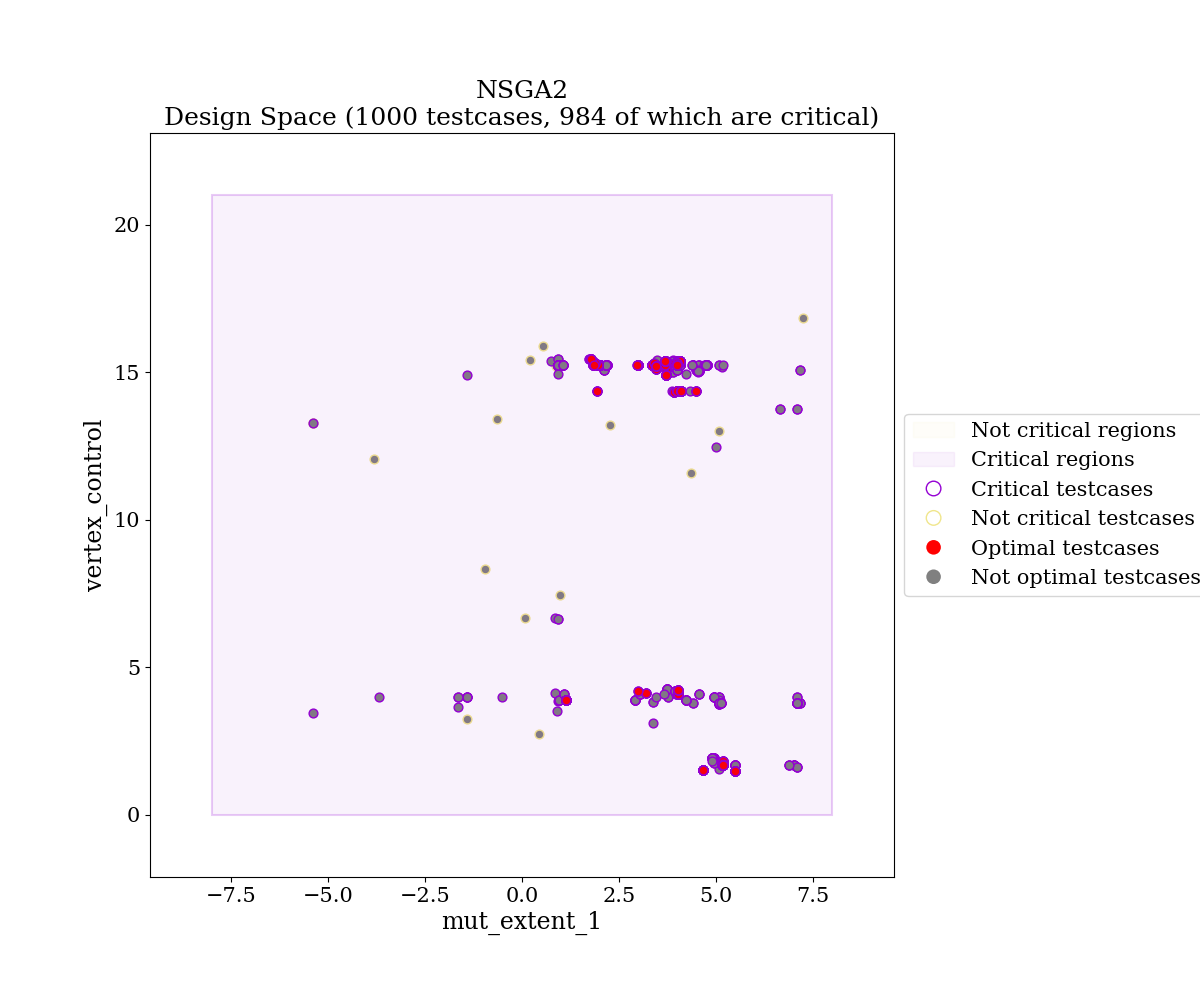 NSGA2
Design Space (1000 testcases, 984 of which are critical)
20
15
10
5
0
vertex_control
−7.5 −5.0 −2.5 0.0 2.5 5.0 7.5
mut_extent_1
Not critical regions
Critical regions
Critical testcases
Not critical testcases
Optimal testcases
Not optimal testcases